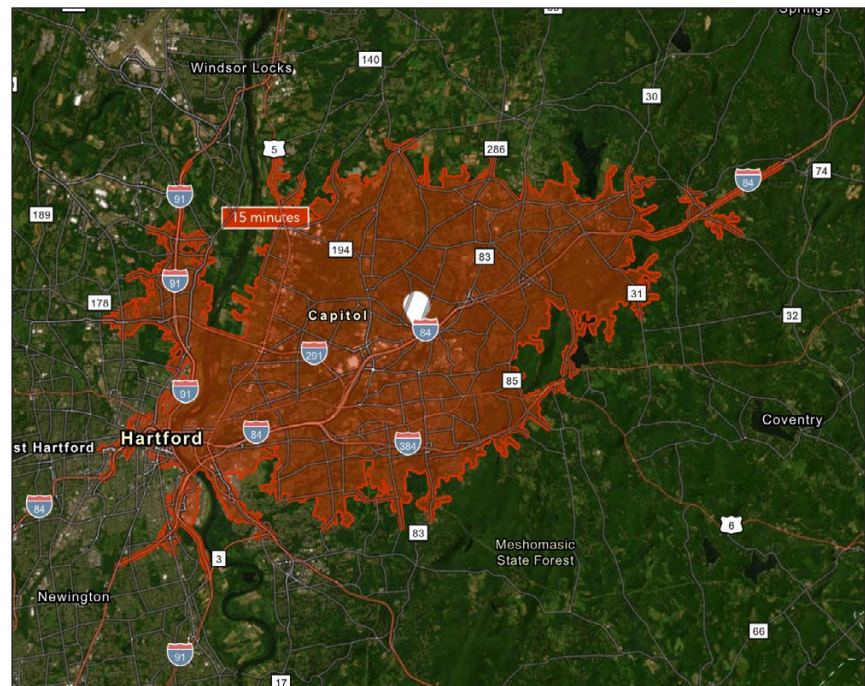 Springs
Windsor Locks
140
30
5
286
84
74
91
189
15 minutes
194
83
91
178
31
Capitol
84
32
291
91
85
Coventry
Hartford
84
st Hartford
384
84
83
6
Meshomasic
State Forest
3
Newington
66
91
17